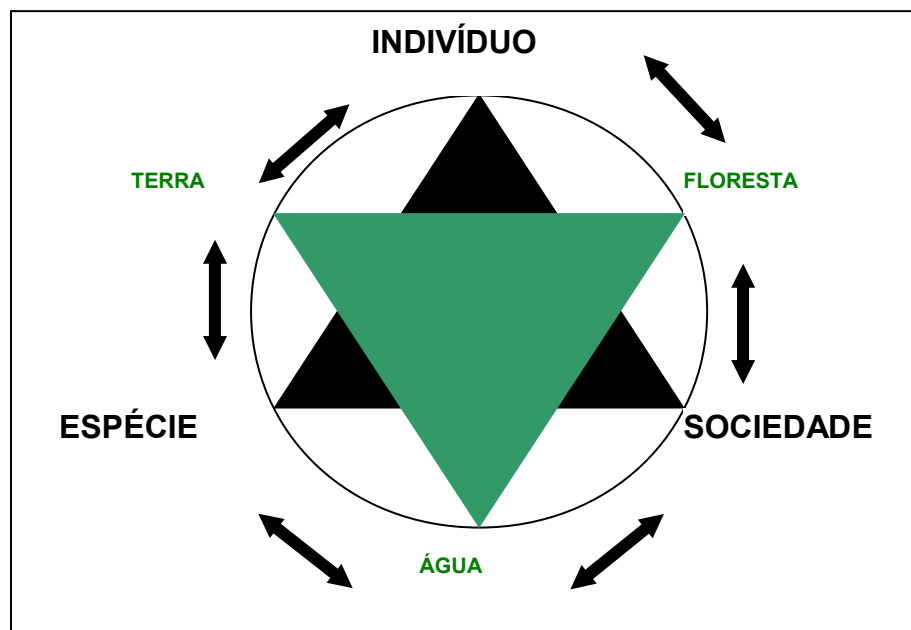 INDIVÍDUO
TERRA
FLORESTA
ESPÉCIE
SOCIEDADE
ÁGUA